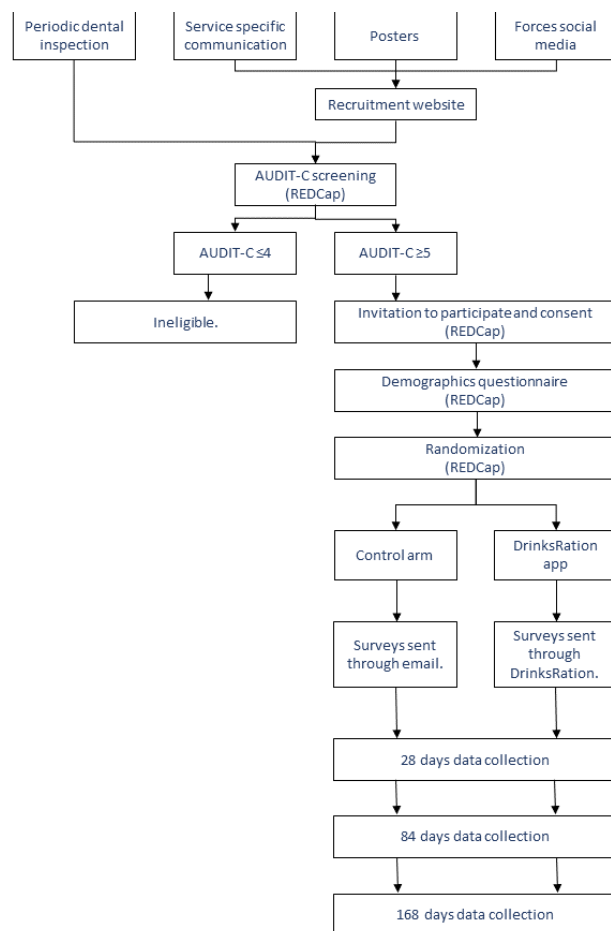 Periodic dental
inspection
Service specific
communication
Posters
Forces social
media
Recruitment website
AUDIT-C screening
(REDCap)
AUDIT-C ≤4
AUDIT-C ≥5
Ineligible.
Invitation to participate and consent
(REDCap)
Demographics questionnaire
(REDCap)
Randomization
(REDCap)
Control arm
DrinksRation
app
Surveys sent
through email.
Surveys sent
through
DrinksRation.
28 days data collection
84 days data collection
168 days data collection